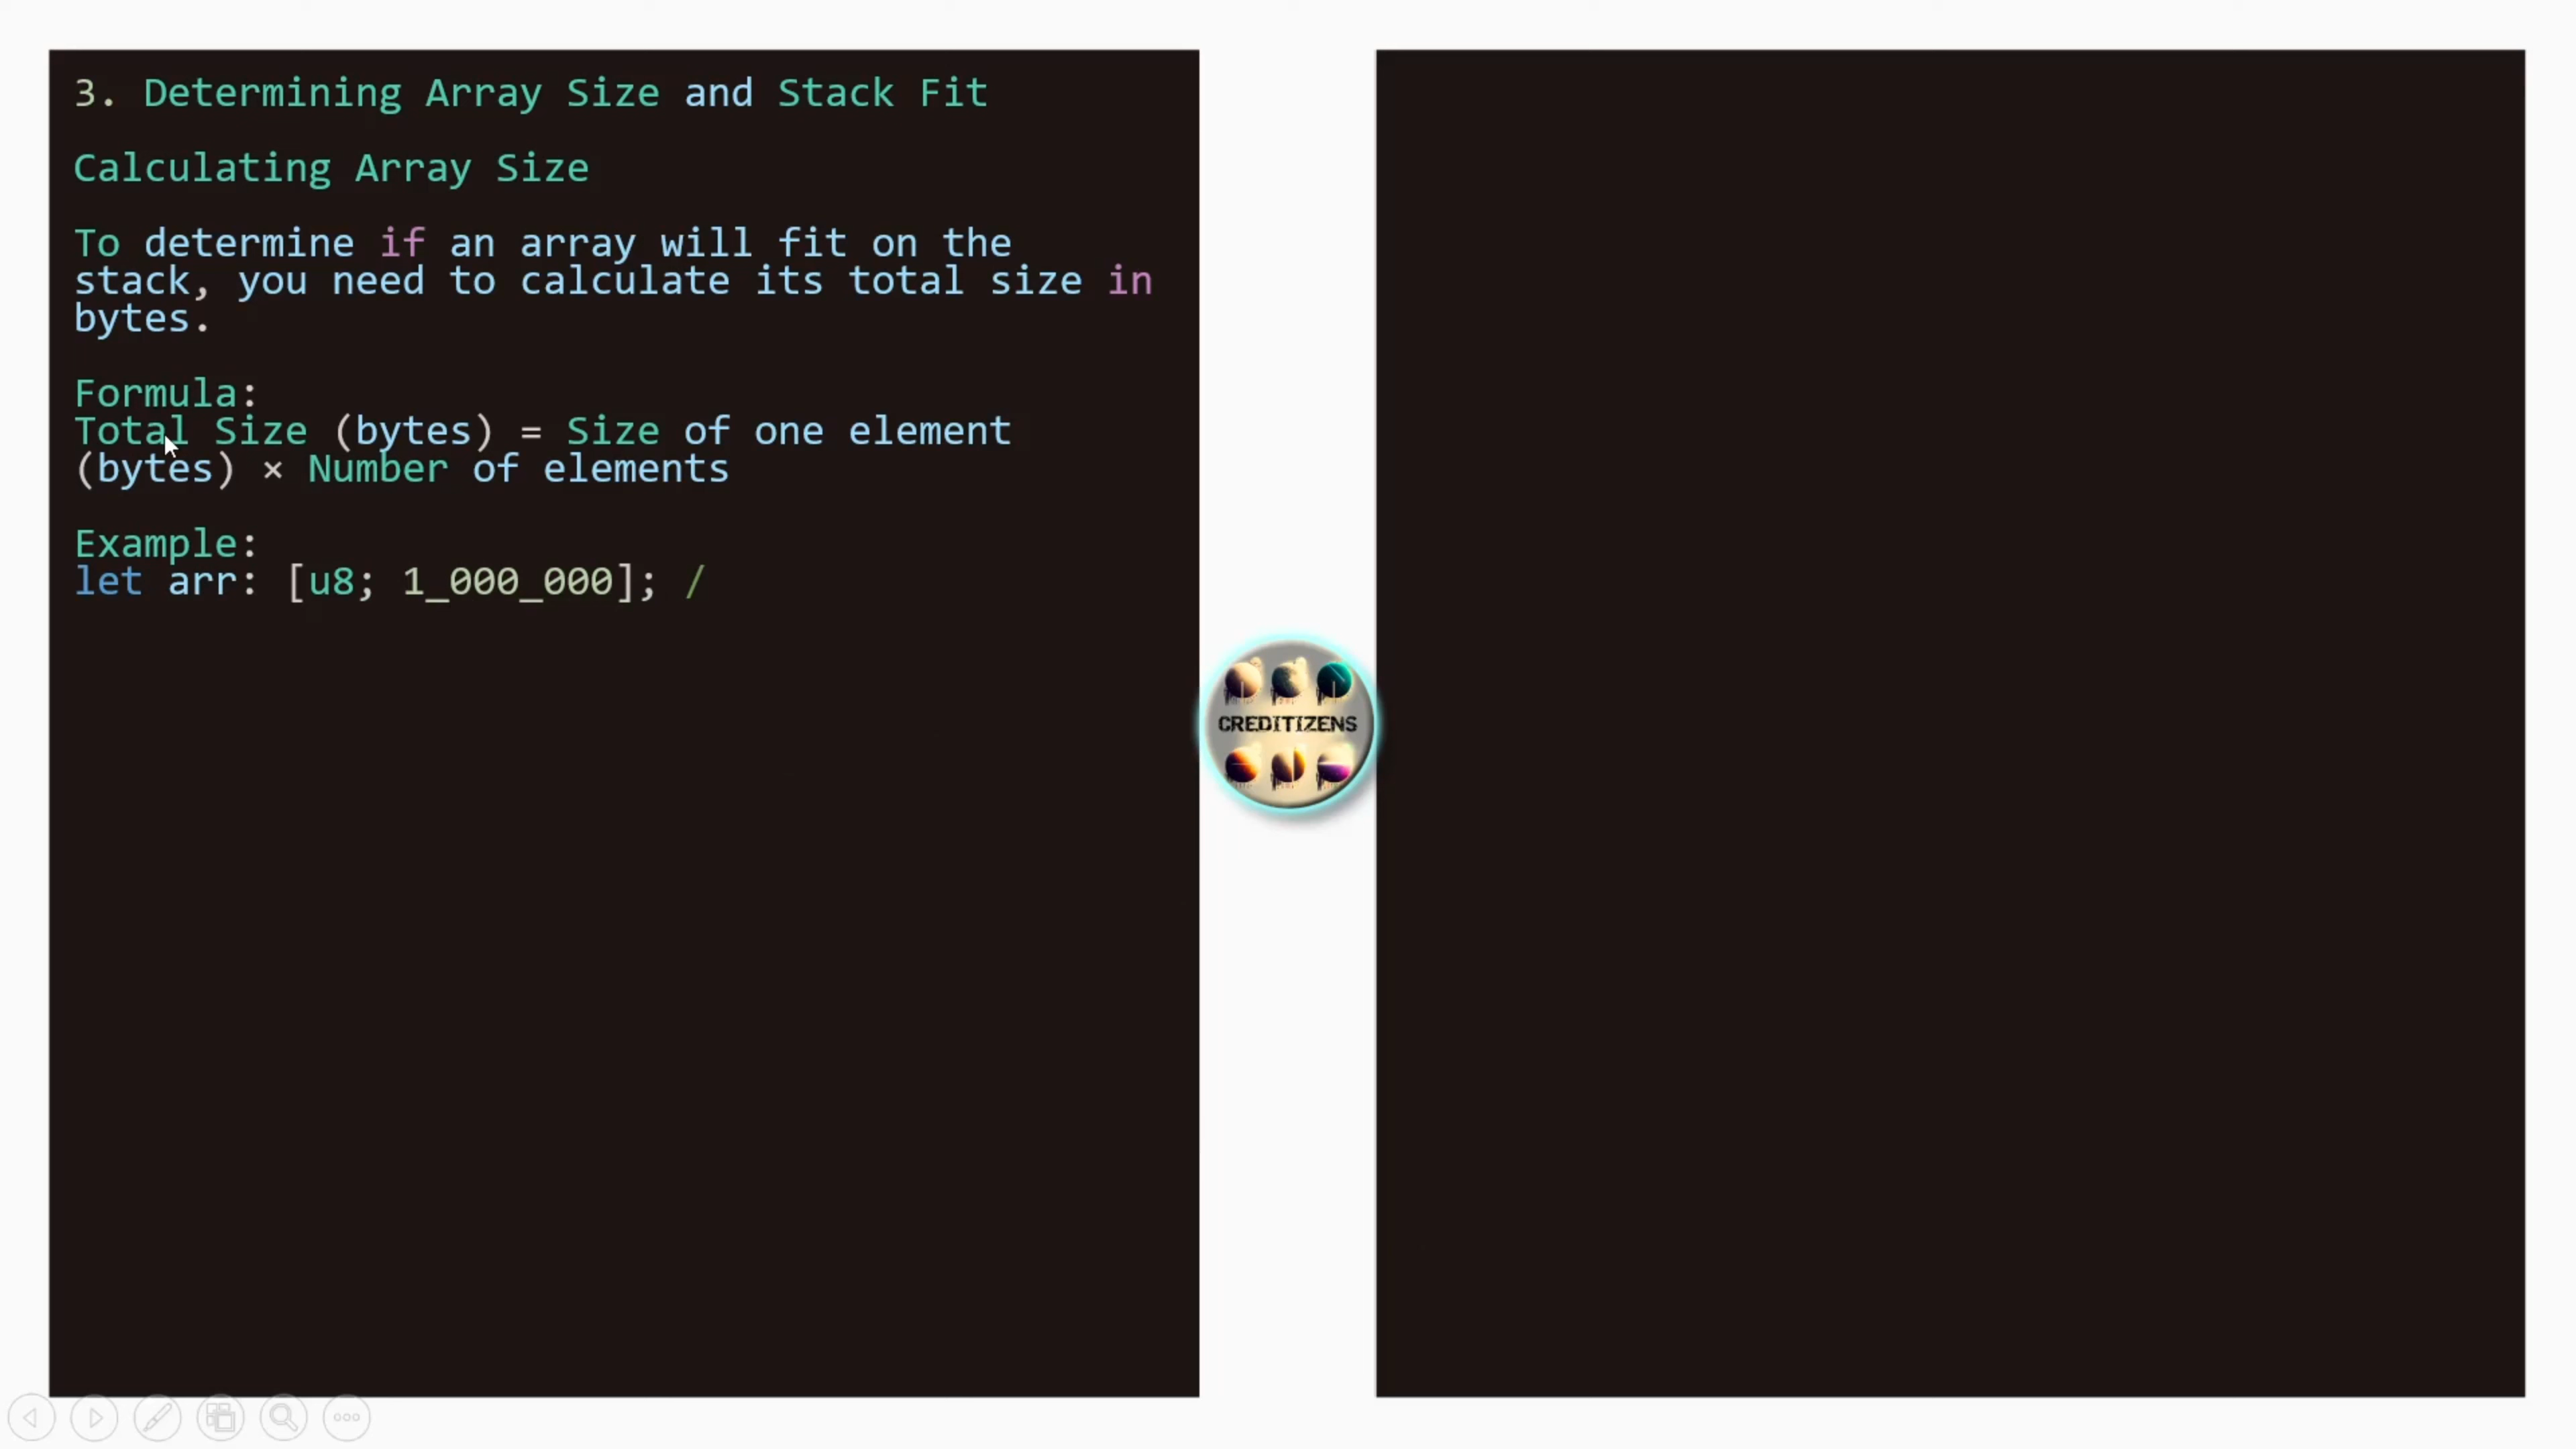 3. Determining Array Size and Stack Fit
Calculating Array Size
To determine if an array will fit on the
stack, you need to calculate its total size in
bytes.
Formula:
Total Size (bytes) = Size of one element
(bytes) × Number of elements
Example:
let arr: [u8; 1_000_000]; /
CREDITIZENS